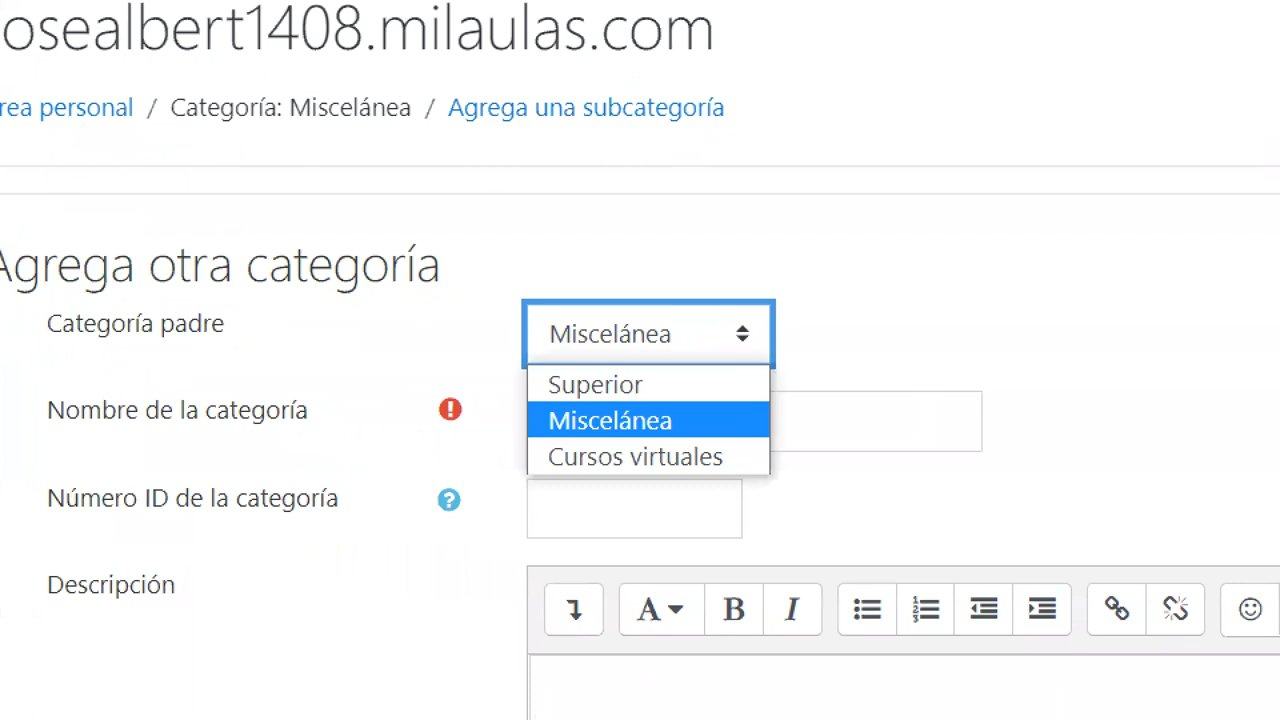 osealbert1408.milaulas.com
rea personal / Categoría: Miscelánea / Agrega una subcategoría
Agrega otra categoría
Categoría padre
Miscelánea
Superior
Miscelánea
Cursos virtuales
Nombre de la categoría
Número ID de la categoría
Descripción
A B I